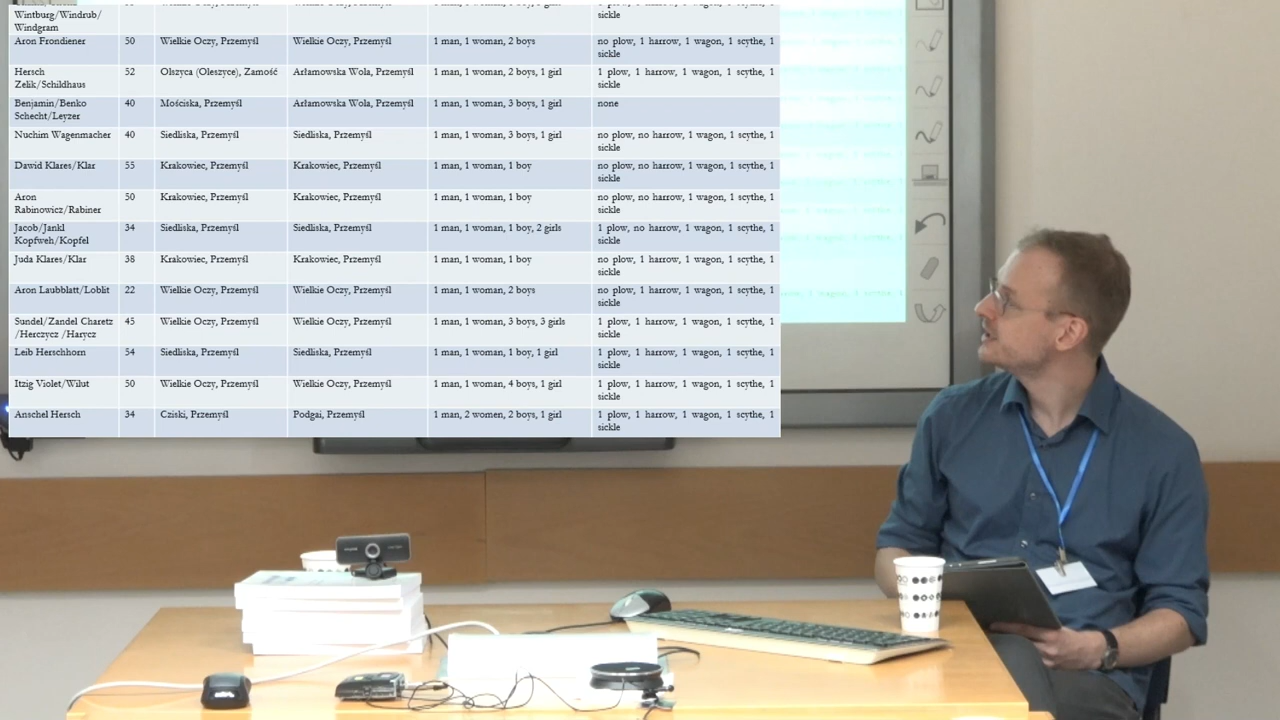 Wintburg/Windrub/
Windgram
sickle
Aron Frondiener 50 Wielkie Oczy, Przemyśl Wielkie Oczy, Przemyśl 1 man, 1 woman, 2 boys no plow, 1 harrow, 1 wagon, 1 scythe, 1
sickle
Hersch 52 Olszyca (Oleszyce), Zamość Arłamowska Wola, Przemyśl 1 man, 1 woman, 2 boys, 1 girl 1 plow, 1 harrow, 1 wagon, 1 scythe, 1
Zelik/Schildhaus sickle
Benjamin/Benko 40 Mościska, Przemyśl Arłamowska Wola, Przemyśl 1 man, 1 woman, 3 boys, 1 girl none
Schecht/Leyzer
Nuchim Wagenmacher 40 Siedliska, Przemyśl Siedliska, Przemyśl 1 man, 1 woman, 3 boys, 1 girl no plow, no harrow, 1 wagon, 1 scythe, 1
sickle
Dawid Klares/Klar 55 Krakowiec, Przemyśl Krakowiec, Przemyśl 1 man, 1 woman, 1 boy no plow, no harrow, 1 wagon, 1 scythe, 1
sickle
Aron 50 Krakowiec, Przemyśl Krakowiec, Przemyśl 1 man, 1 woman, 1 boy no plow, no harrow, 1 wagon, 1 scythe, 1
Rabinowicz/Rabiner sickle
Jacob/Jankl 34 Siedliska, Przemyśl Siedliska, Przemyśl 1 man, 1 woman, 1 boy, 2 girls 1 plow, no harrow, 1 wagon, 1 scythe, 1
Kopfweh/Kopfel sickle
Juda Klares/Klar 38 Krakowiec, Przemyśl Krakowiec, Przemyśl 1 man, 1 woman, 1 boy no plow, 1 harrow, 1 wagon, 1 scythe, 1
sickle
Aron Laubblatt/Loblit 22 Wielkie Oczy, Przemyśl Wielkie Oczy, Przemyśl 1 man, 1 woman, 2 boys no plow, 1 harrow, 1 wagon, 1 scythe, 1
sickle
Sundel/Zandel Charetz 45 Wielkie Oczy, Przemyśl Wielkie Oczy, Przemyśl 1 man, 1 woman, 3 boys, 3 girls 1 plow, 1 harrow, 1 wagon, 1 scythe, 1
/Herczycz /Harycz sickle
Leib Herschhorn 54 Siedliska, Przemyśl Siedliska, Przemyśl 1 man, 1 woman, 1 boy, 1 girl 1 plow, 1 harrow, 1 wagon, 1 scythe, 1
sickle
Itzig Violet/Wilut 50 Wielkie Oczy, Przemyśl Wielkie Oczy, Przemyśl 1 man, 1 woman, 4 boys, 1 girl 1 plow, 1 harrow, 1 wagon, 1 scythe, 1
sickle
Anschel Hersch 34 Cziski, Przemyśl Podgai, Przemyśl 1 man, 2 women, 2 boys, 1 girl 1 plow, 1 harrow, 1 wagon, 1 scythe, 1
sickle